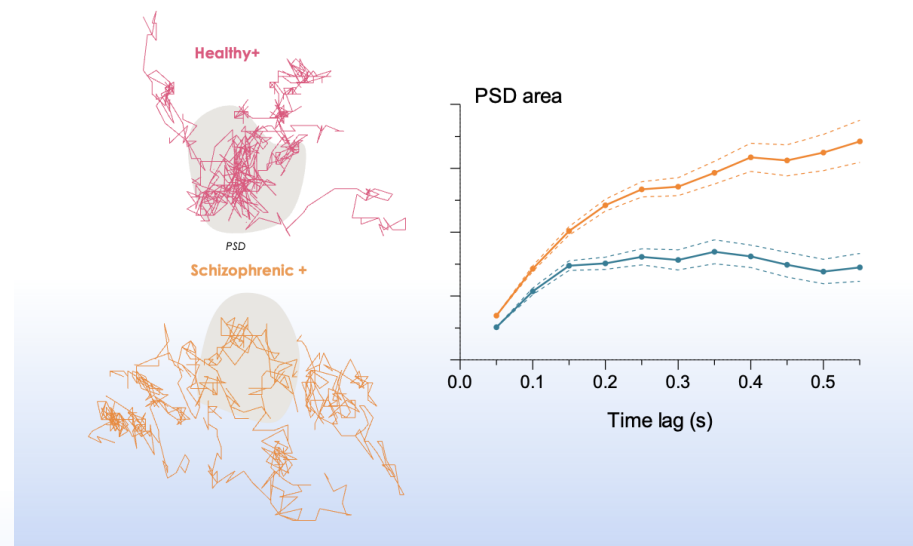 Healthy+
PSD
Schizophrenic +
PSD area
0.0 0.1 0.2 0.3 0.4 0.5
Time lag (s)